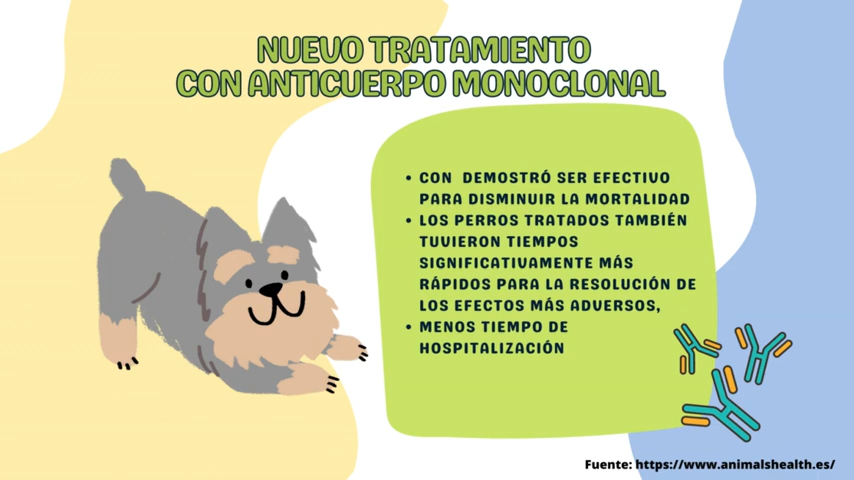 NUEVO TRATAMIENTO
CON ANTICUERPO MONOCLONAL
• CON DEMOSTRÓ SER EFECTIVO
PARA DISMINUIR LA MORTALIDAD
• LOS PERROS TRATADOS TAMBIÉN
TUVIERON TIEMPOS
SIGNIFICATIVAMENTE MÁS
RÁPIDOS PARA LA RESOLUCIÓN DE
LOS EFECTOS MÁS ADVERSOS,
• MENOS TIEMPO DE
HOSPITALIZACIÓN
Fuente: https://www.animalshealth.es/